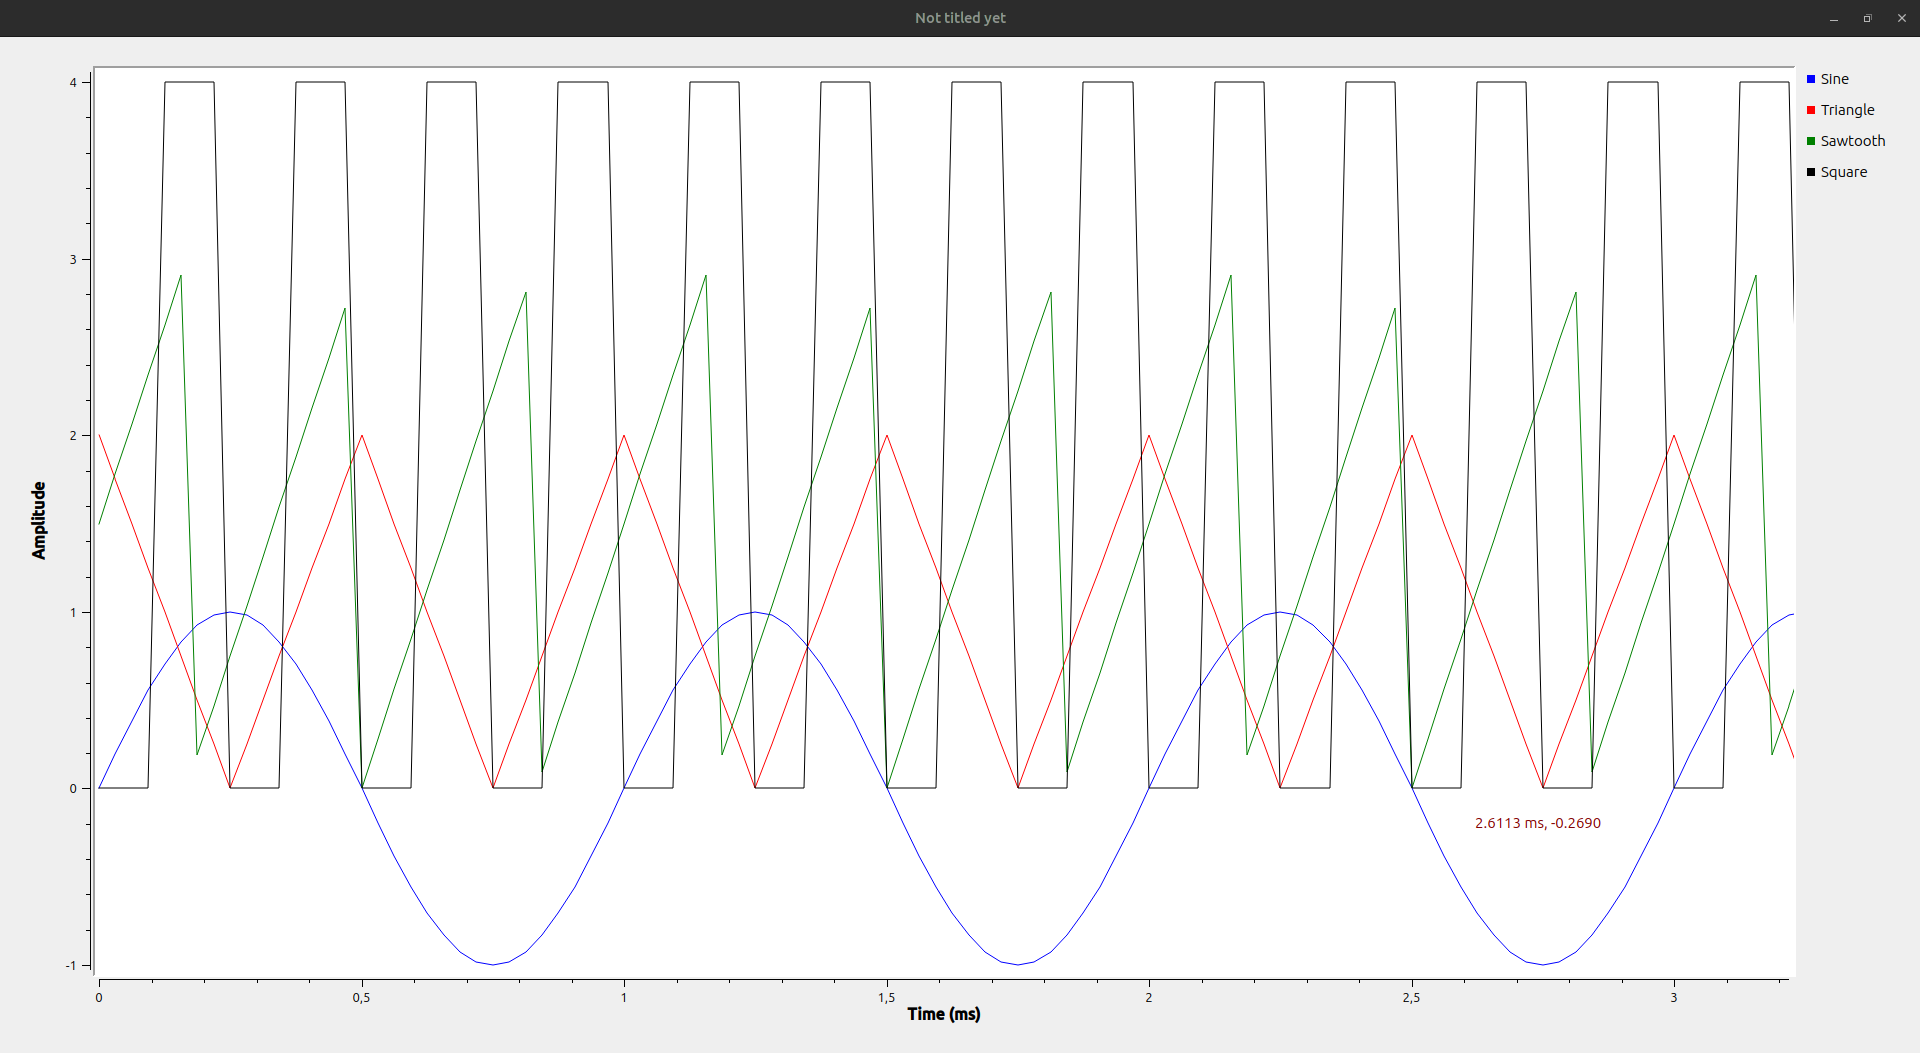 Not titled yet
Sine
Triangle
Sawtooth
Square
4
3
2
1
0
-1
Amplitude
2.6113 ms, -0.2690
0 0,5 1 1,5 2 2,5 3
Time (ms)